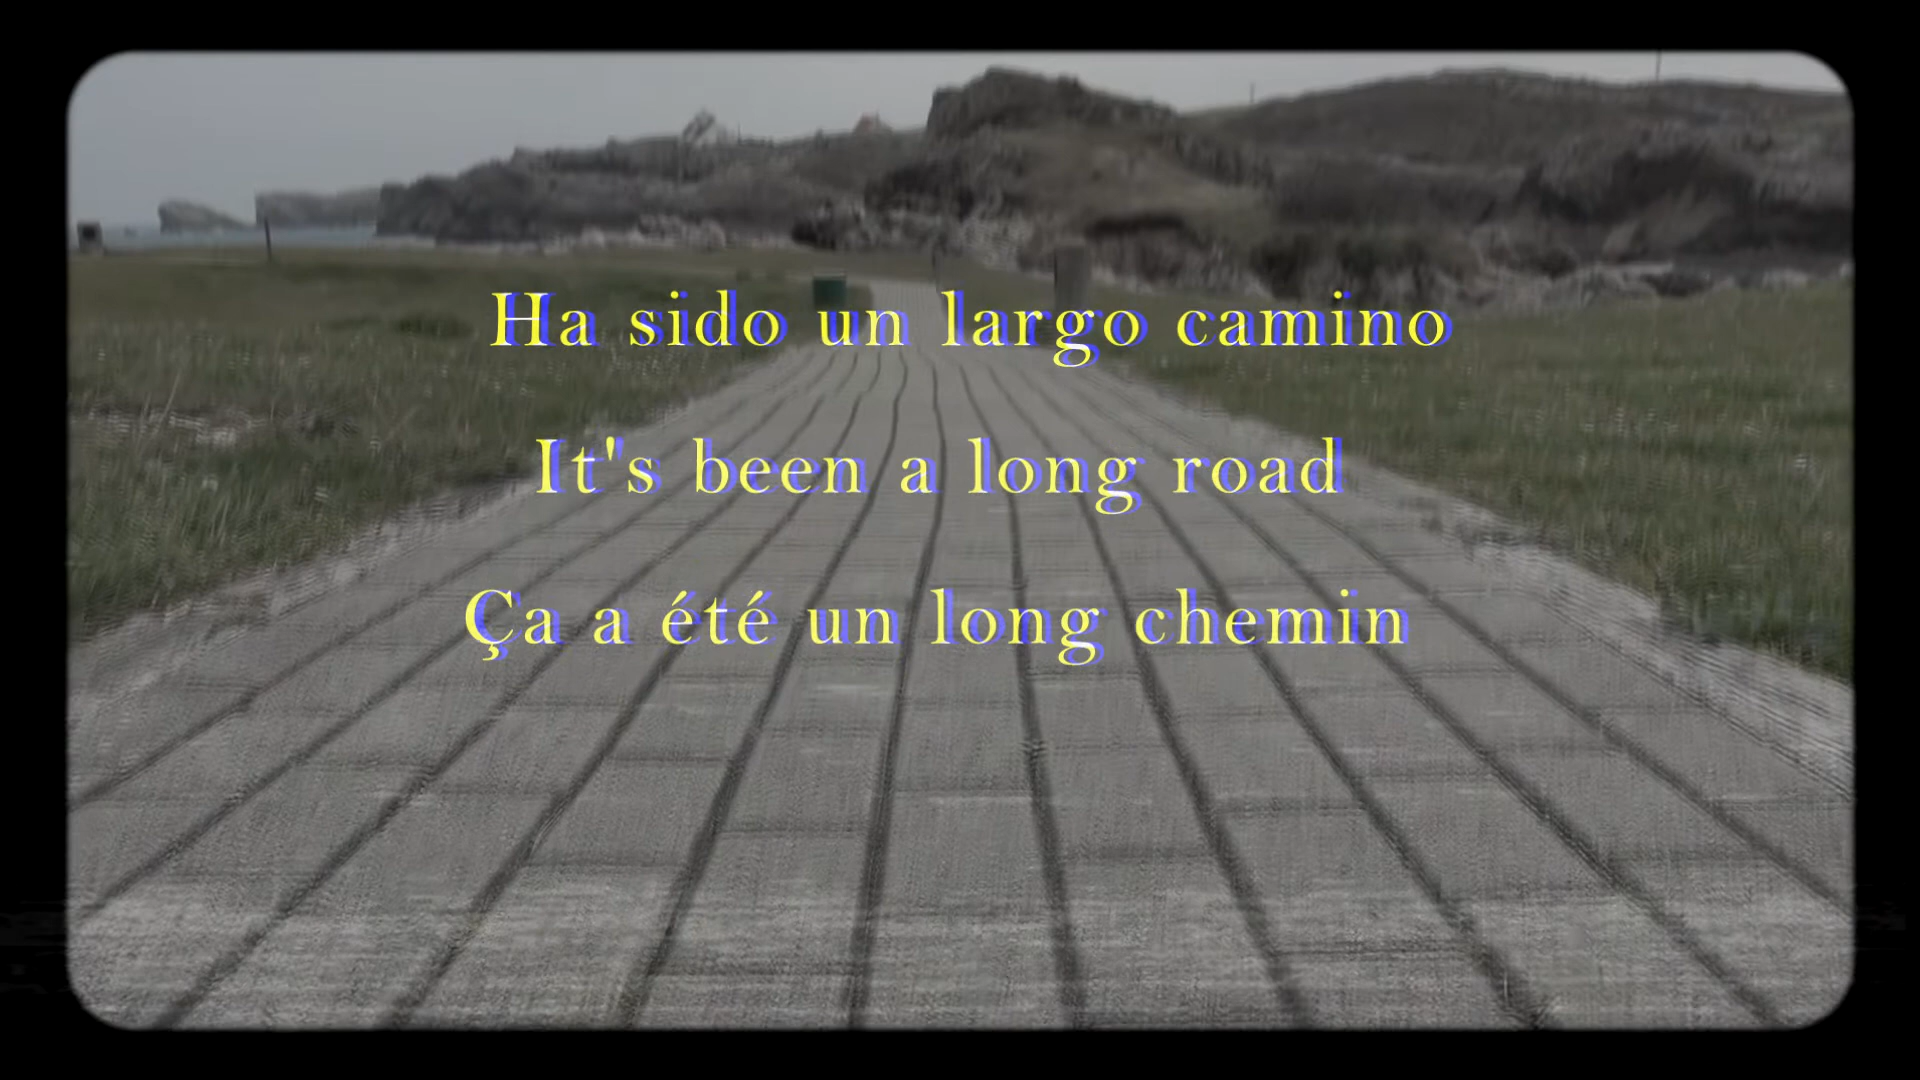 Ha sido un largo camino
It's been a long road
Ça a été un long chemin